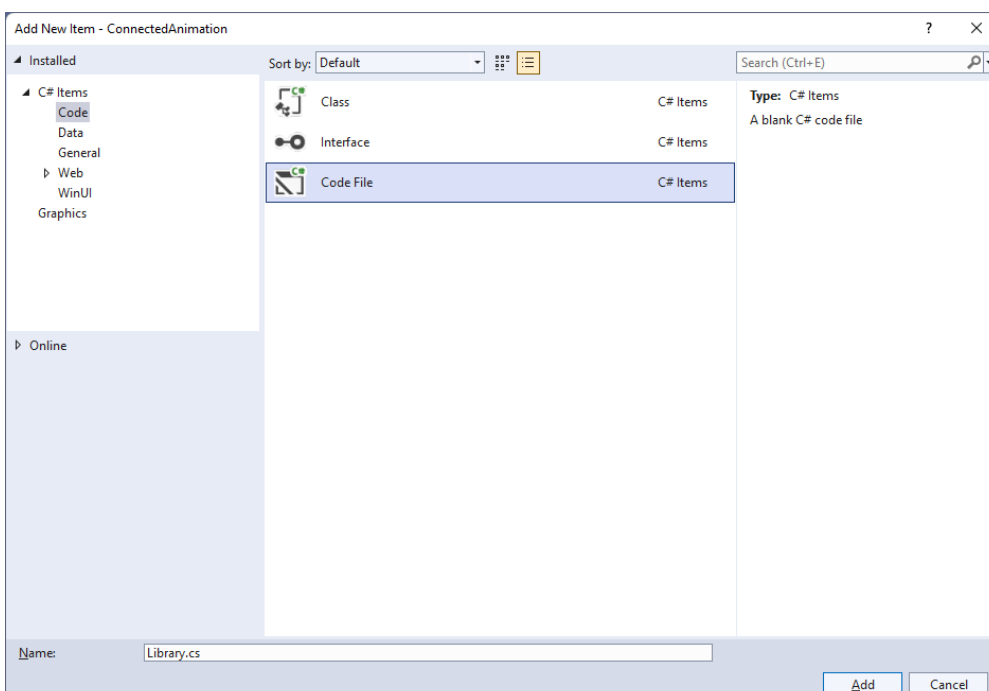 Add New Item - ConnectedAnimation
?
Installed
Sort by: Default
Search (Ctrl+E)
C# Items
Code
Data
General
Web
WinUI
Graphics
Online
Class C# Items
Interface C# Items
Code File C# Items
Type: C# Items
A blank C# code file
Name: Library.cs
Add Cancel